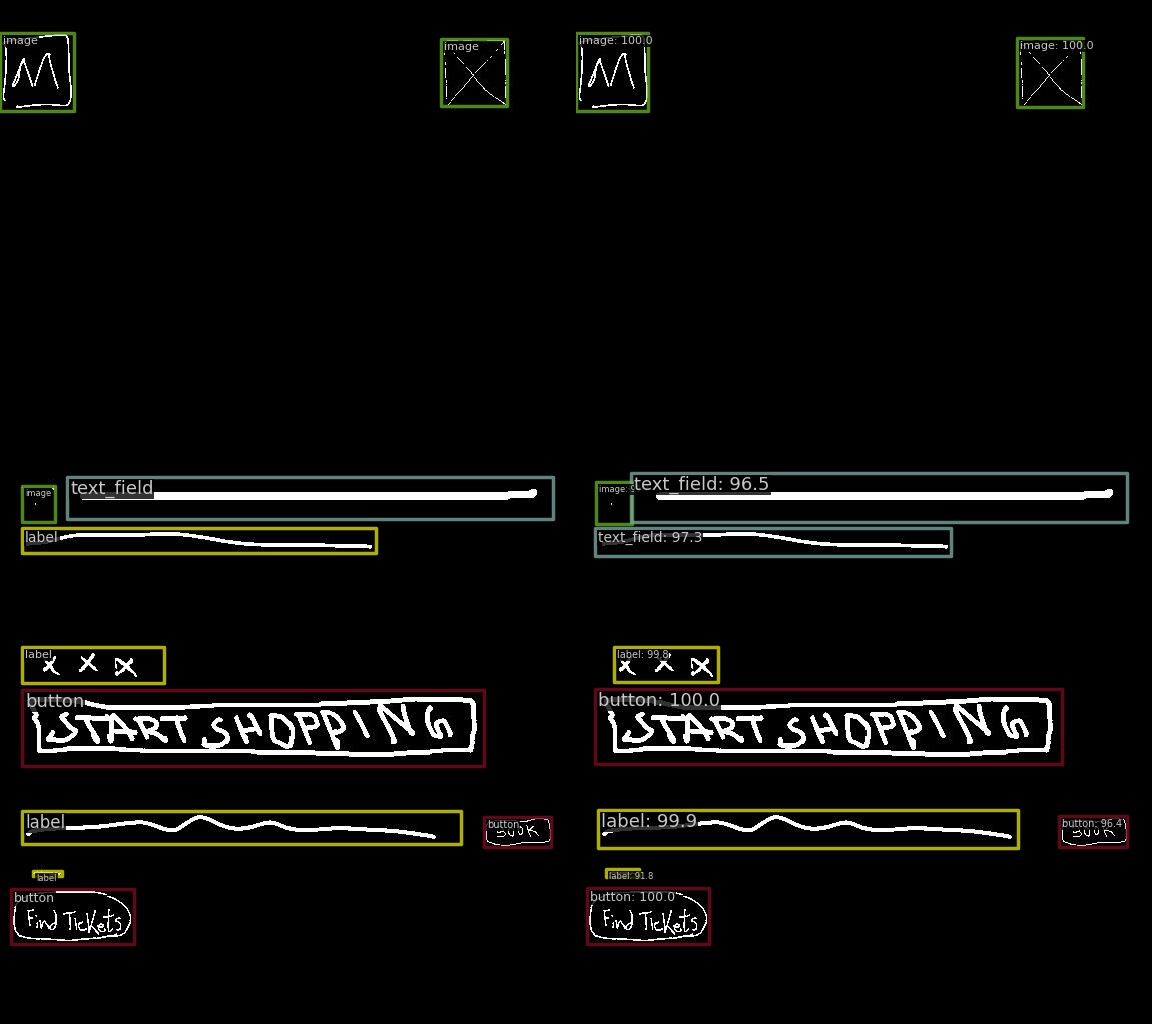 image image image: 100.0 image: 100.0
M M
image text_field text_field: 96.5
label text_field: 97.3
label label: 99.8
x x x x x x
button button: 100.0
START SHOPPING START SHOPPING
label button label: 99.9 button: 96.4
label label: 91.8
button button: 100.0
Find Tickets Find Tickets